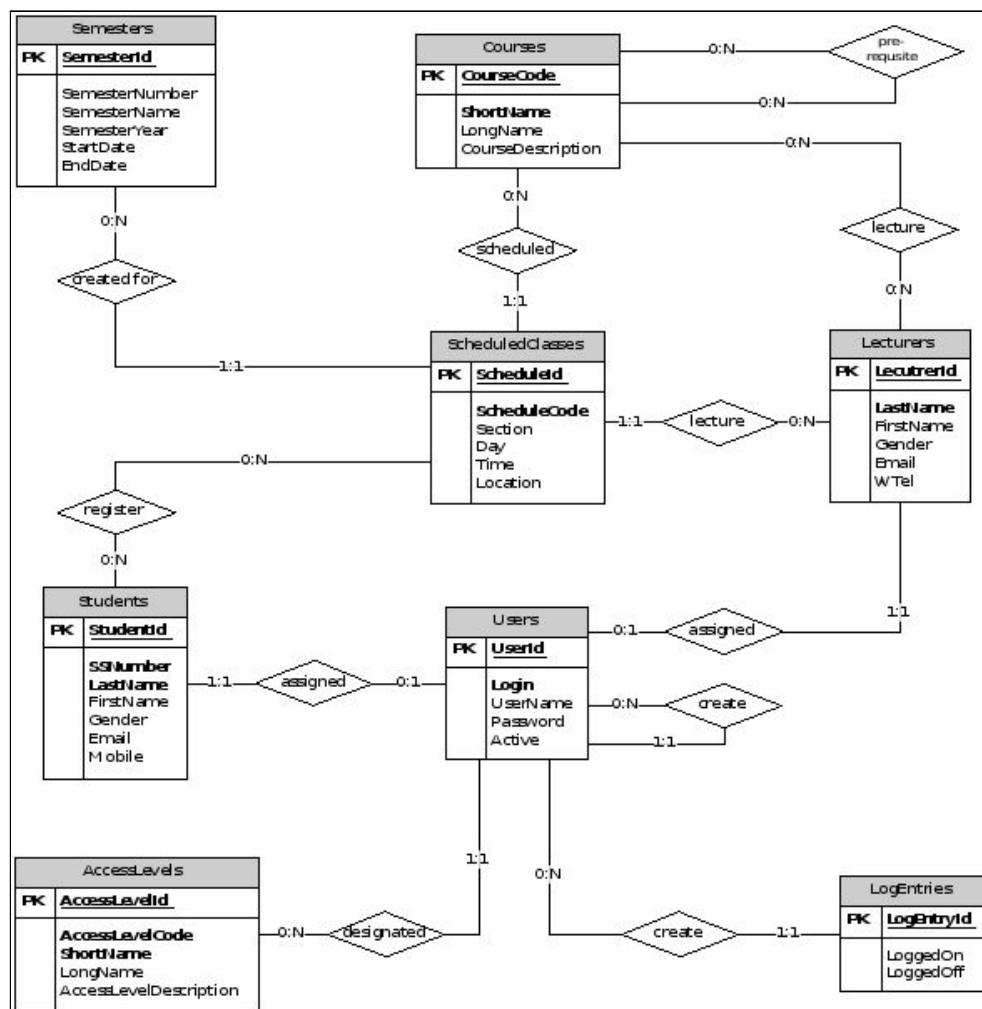 Semesters
PK SemesterId
SemesterNumber
SemesterName
SemesterYear
StartDate
EndDate
Courses
PK CourseCode
ShortName
LongName
CourseDescription
0:N
pre-
requsite
0:N
0:N
lecture
0:N
0:N
scheduled
1:1
0:N
created for
1:1
ScheduledClasses
PK ScheduleId
ScheduleCode
Section
Day
Time
Location
1:1
lecture
0:N
Lecturers
PK LecutrerId
LastName
FirstName
Gender
Email
WTel
0:N
register
0:N
Students
PK StudentId
SSNumber
LastName
FirstName
Gender
Email
Mobile
1:1
assigned
0:1
Users
PK UserId
Login
UserName
Password
Active
0:1
assigned
1:1
0:N
create
1:1
1:1
0:N
AccessLevels
PK AccessLevelId
AccessLevelCode
ShortName
LongName
AccessLevelDescription
0:N
designated
create
1:1
LogEntries
PK LogEntryId
LoggedOn
LoggedOff